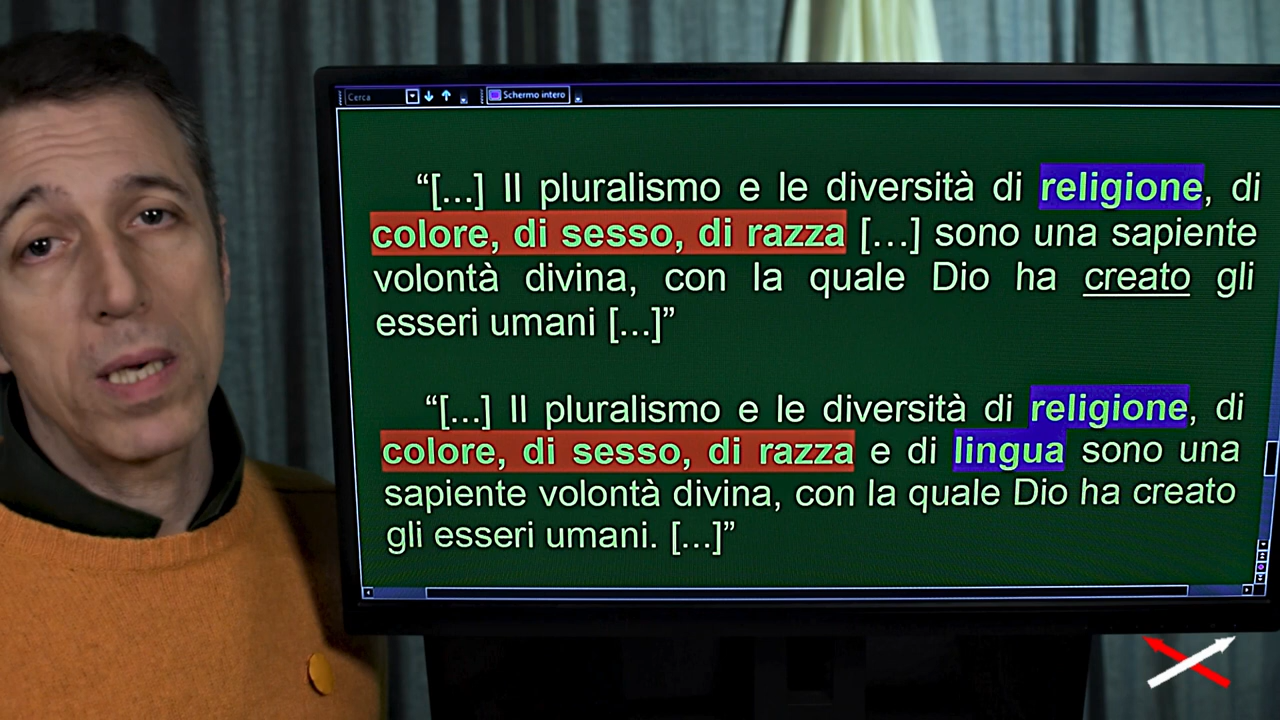 Cerca
Schermo intero
“[...] Il pluralismo e le diversità di religione, di
colore, di sesso, di razza [...] sono una sapiente
volontà divina, con la quale Dio ha creato gli
esseri umani [...]”
“[...] Il pluralismo e le diversità di religione, di
colore, di sesso, di razza e di lingua sono una
sapiente volontà divina, con la quale Dio ha creato
gli esseri umani. [...]”